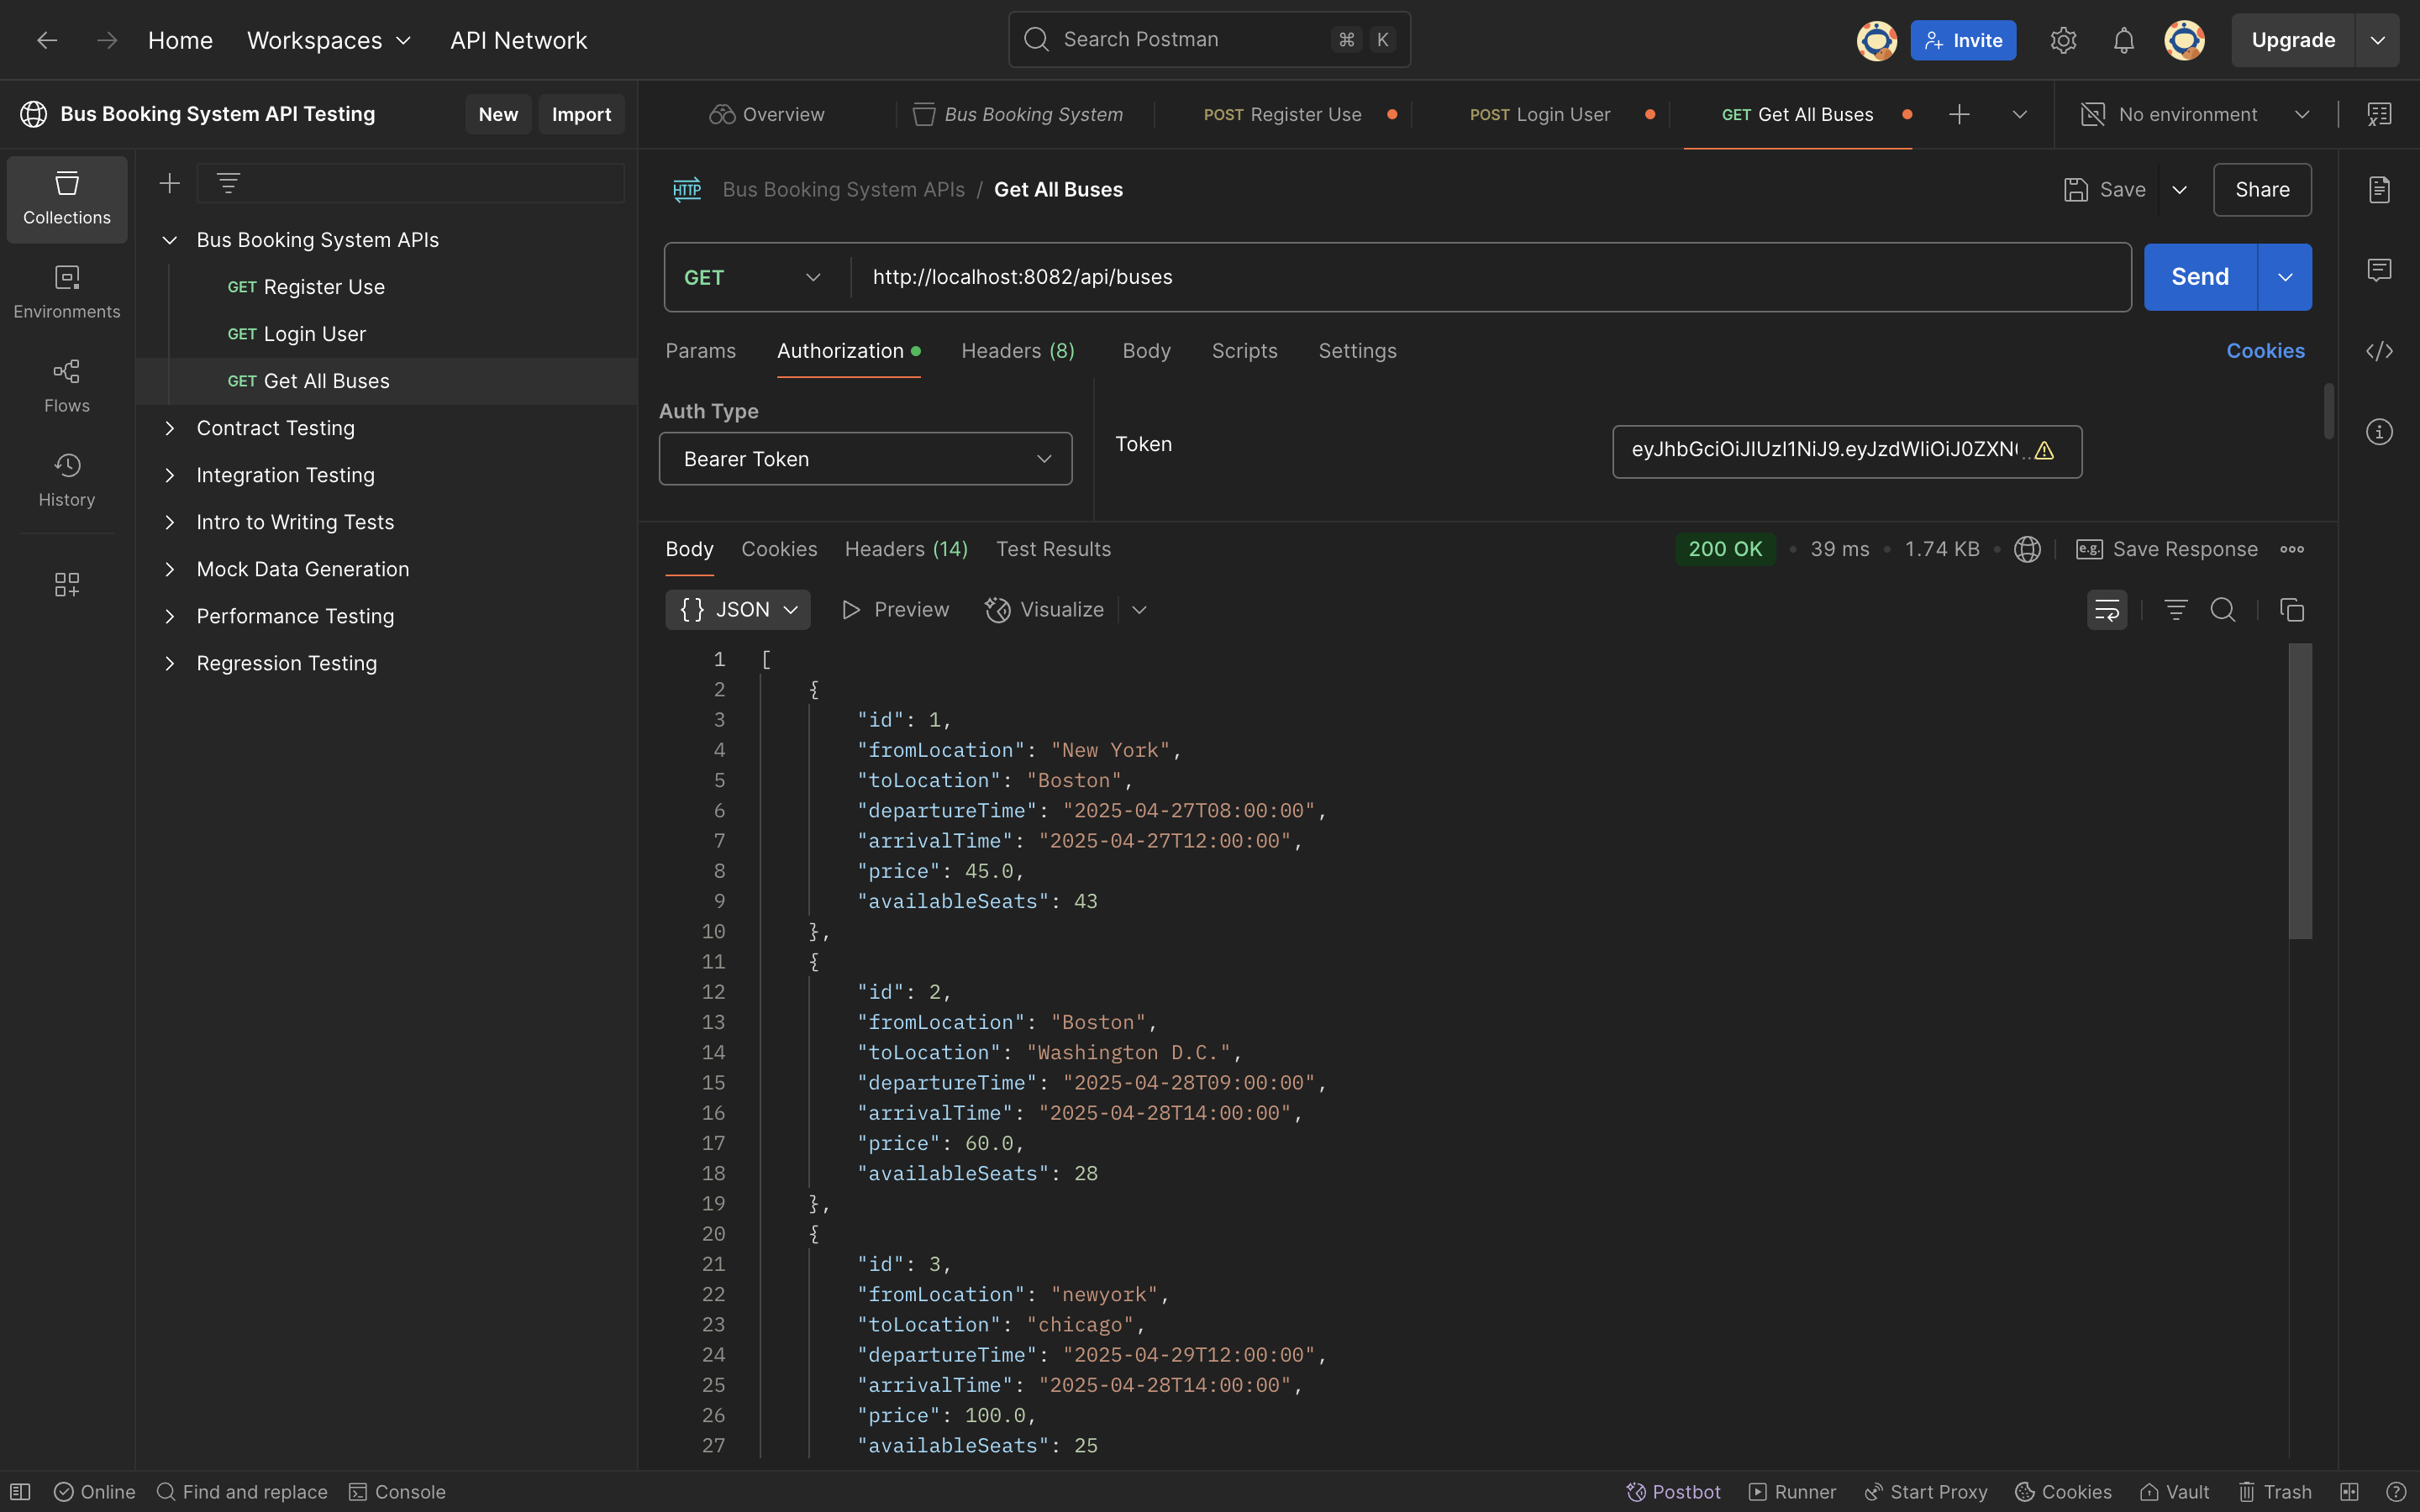 Home Workspaces API Network Search Postman ⌘ K Invite Upgrade
Bus Booking System API Testing New Import Overview Bus Booking System POST Register Use POST Login User GET Get All Buses No environment
Collections
Environments
Flows
History
Bus Booking System APIs
GET Register Use
GET Login User
GET Get All Buses
Contract Testing
Integration Testing
Intro to Writing Tests
Mock Data Generation
Performance Testing
Regression Testing
HTTP Bus Booking System APIs / Get All Buses Save Share
GET http://localhost:8082/api/buses Send
Params Authorization Headers (8) Body Scripts Settings Cookies
Auth Type
Bearer Token
Token
Body Cookies Headers (14) Test Results 200 OK 39 ms 1.74 KB e.g. Save Response
{} JSON Preview Visualize
1 [
2 {
3 "id": 1,
4 "fromLocation": "New York",
5 "toLocation": "Boston",
6 "departureTime": "2025-04-27T08:00:00",
7 "arrivalTime": "2025-04-27T12:00:00",
8 "price": 45.0,
9 "availableSeats": 43
10 },
11 {
12 "id": 2,
13 "fromLocation": "Boston",
14 "toLocation": "Washington D.C.",
15 "departureTime": "2025-04-28T09:00:00",
16 "arrivalTime": "2025-04-28T14:00:00",
17 "price": 60.0,
18 "availableSeats": 28
19 },
20 {
21 "id": 3,
22 "fromLocation": "newyork",
23 "toLocation": "chicago",
24 "departureTime": "2025-04-29T12:00:00",
25 "arrivalTime": "2025-04-28T14:00:00",
26 "price": 100.0,
27 "availableSeats": 25
Online Find and replace Console Postbot Runner Start Proxy Cookies Vault Trash